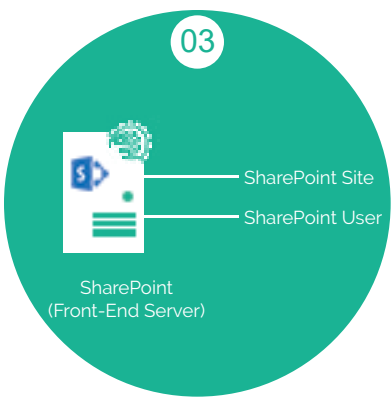 03
S
SharePoint Site
SharePoint User
SharePoint
(Front-End Server)